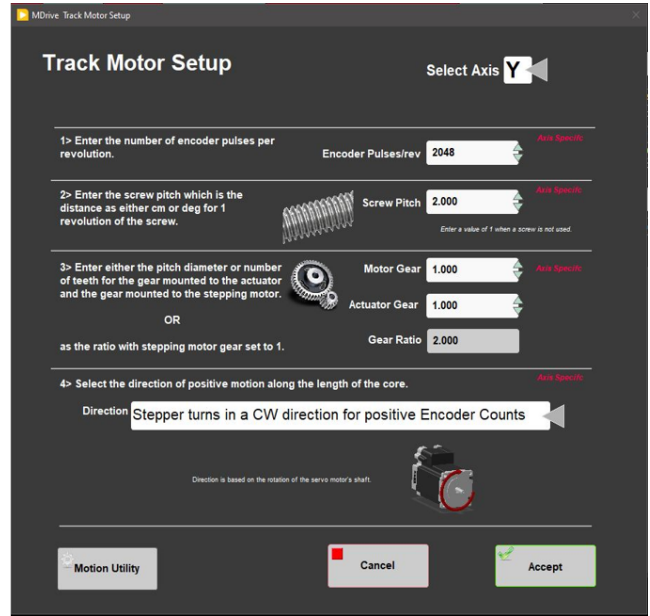 MDrive Track Motor Setup
Track Motor Setup
Select Axis Y
1> Enter the number of encoder pulses per
revolution.
Encoder Pulses/rev 2048
Axis Specifc
2> Enter the screw pitch which is the
distance as either cm or deg for 1
revolution of the screw.
Screw Pitch 2.000
Axis Specifc
Enter a value of 1 when a screw is not used.
3> Enter either the pitch diameter or number
of teeth for the gear mounted to the actuator
and the gear mounted to the stepping motor.
OR
as the ratio with stepping motor gear set to 1.
Motor Gear 1.000
Axis Specifc
Actuator Gear 1.000
Gear Ratio 2.000
4> Select the direction of positive motion along the length of the core.
Axis Specifc
Direction Stepper turns in a CW direction for positive Encoder Counts
Direction is based on the rotation of the servo motor's shaft.
Motion Utility
Cancel
Accept